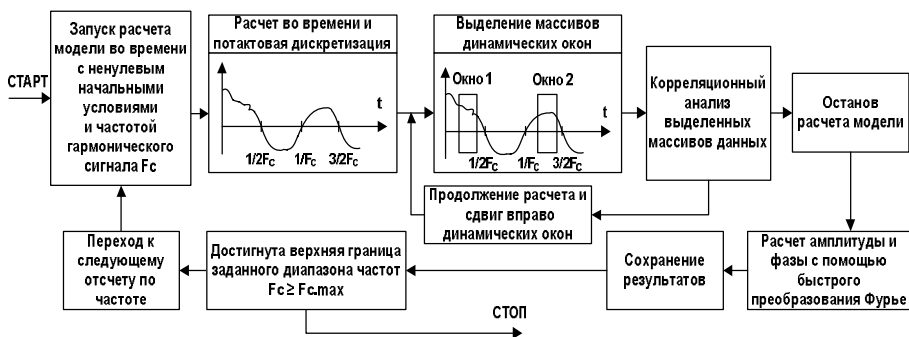 СТАРТ
Запуск расчета
модели во времени
с ненулевым
начальными
условиями
и частотой
гармонического
сигнала Fc
Расчет во времени и
потактовая дискретизация
t
1/2Fc
1/Fc
3/2Fc
Выделение массивов
динамических окон
Окно 1
Окно 2
t
1/2Fc
1/Fc
3/2Fc
Корреляционный
анализ
выделенных
массивов данных
Останов
расчета модели
Продолжение расчета и
сдвиг вправо
динамических окон
Расчет амплитуды и
фазы с помощью
быстрого
преобразования Фурье
Сохранение
результатов
Достигнута верхняя граница
заданного диапазона частот
Fc ≥ Fc.max
Переход к
следующему
отсчету по
частоте
СТОП